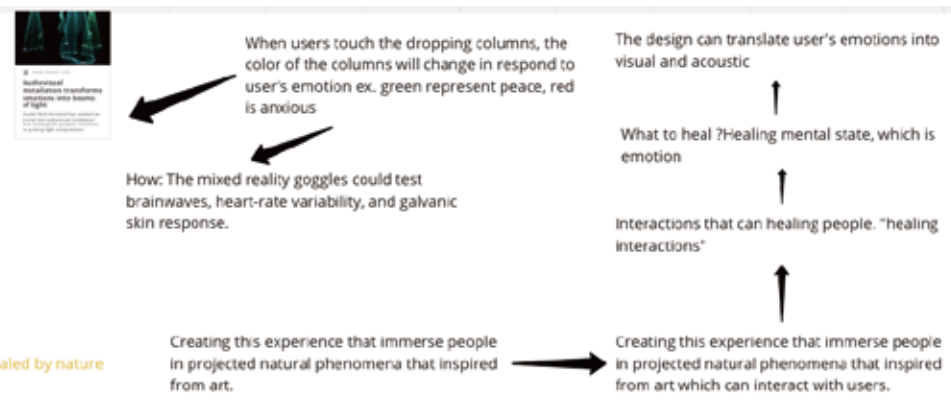 Audiovisual
installation transforms
emotions into beams
of light
When users touch the dropping columns, the
color of the columns will change in respond to
user's emotion ex. green represent peace, red
is anxious
How: The mixed reality goggles could test
brainwaves, heart-rate variability, and galvanic
skin response.
The design can translate user's emotions into
visual and acoustic
What to heal ?Healing mental state, which is
emotion
Interactions that can healing people. "healing
interactions"
aled by nature
Creating this experience that immerse people
in projected natural phenomena that inspired
from art.
Creating this experience that immerse people
in projected natural phenomena that inspired
from art which can interact with users.